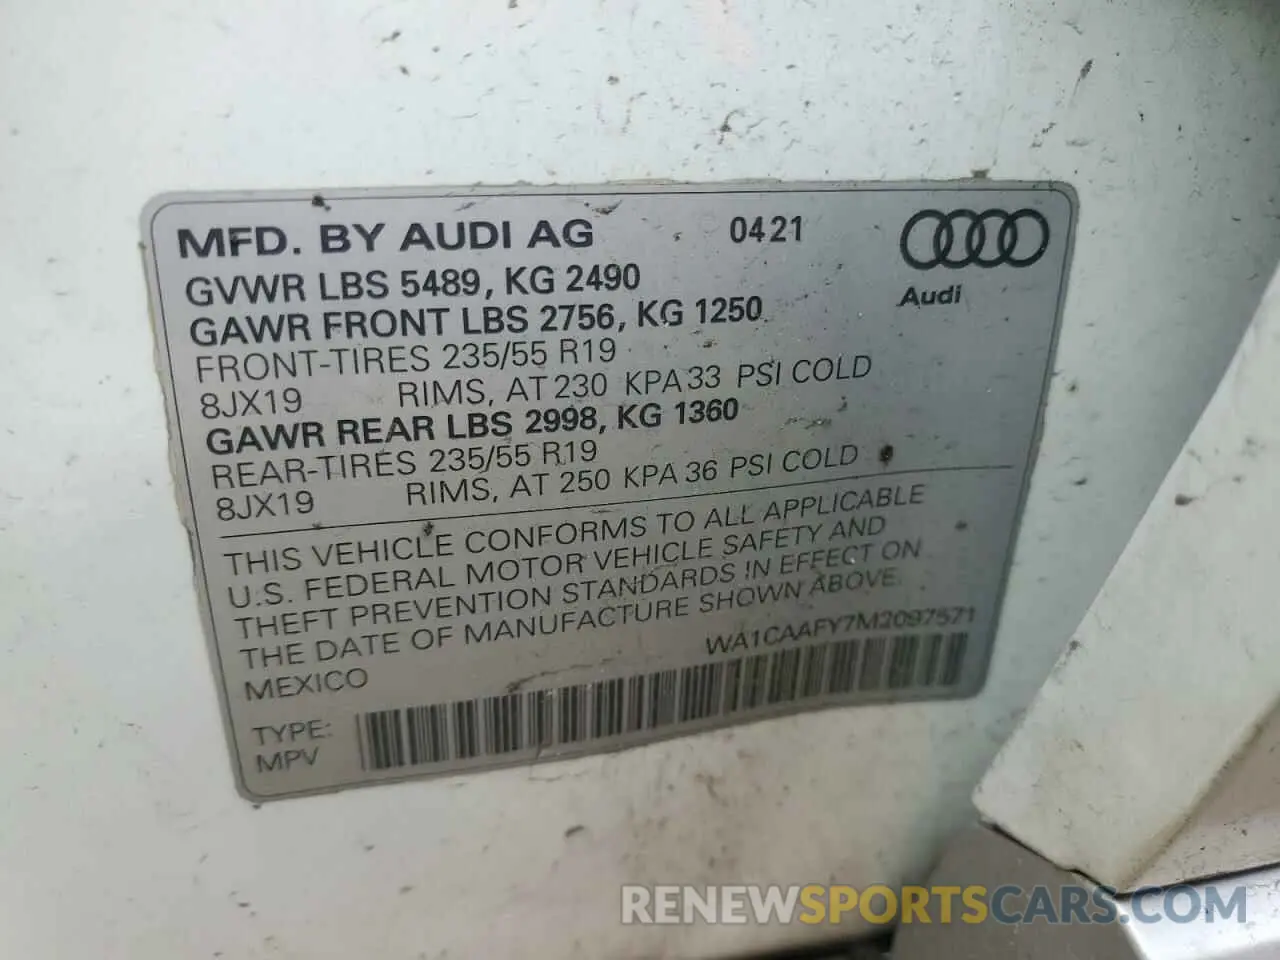 MFD. BY AUDI AG 04 21
Audi
GVWR LBS 5489, KG 2490
GAWR FRONT LBS 2756, KG 1250
FRONT-TIRES 235/55 R19
8JX19 RIMS, AT 230 KPA 33 PSI COLD
GAWR REAR LBS 2998, KG 1360
REAR-TIRES 235/55 R19
8JX19 RIMS, AT 250 KPA 36 PSI COLD
THIS VEHICLE CONFORMS TO ALL APPLICABLE
U.S. FEDERAL MOTOR VEHICLE SAFETY AND
THEFT PREVENTION STANDARDS IN EFFECT ON
THE DATE OF MANUFACTURE SHOWN ABOVE.
MEXICO WA1CAAFY7M2097571
TYPE:
MPV
RENEWSPORTSCARS.COM